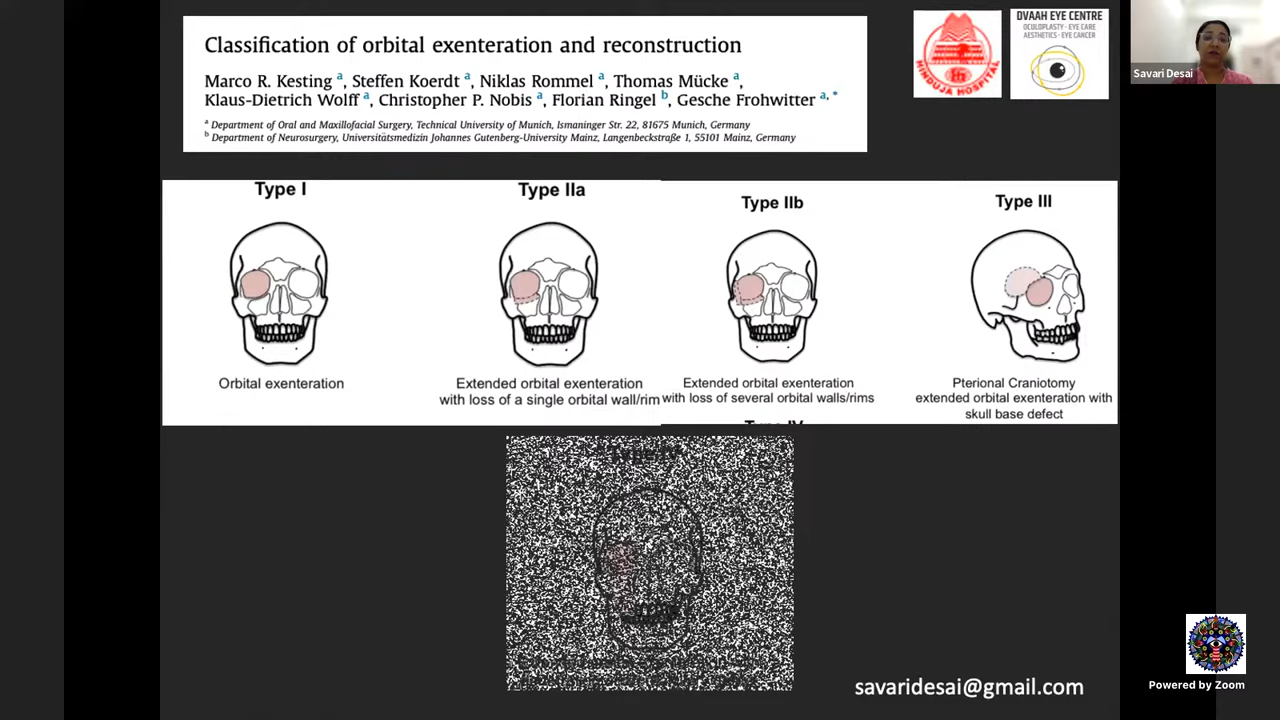 Classification of orbital exenteration and reconstruction
Marco R. Kesting a, Steffen Koerdt a, Niklas Rommel a, Thomas Mücke a,
Klaus-Dietrich Wolff a, Christopher P. Nobis a, Florian Ringel b, Gesche Frohwitter a, *
a Department of Oral and Maxillofacial Surgery, Technical University of Munich, Ismaninger Str. 22, 81675 Munich, Germany
b Department of Neurosurgery, Universitätsmedizin Johannes Gutenberg-University Mainz, Langenbeckstraße 1, 55101 Mainz, Germany
HINDUJA HOSPITAL
DVAAH EYE CENTRE
OCULOPLASTY · EYE CARE
AESTHETICS · EYE CANCER
Savari Desai
Type I
Orbital exenteration
Type IIa
Extended orbital exenteration
with loss of a single orbital wall/rim
Type IIb
Extended orbital exenteration
with loss of several orbital walls/rims
Type III
Pterional Craniotomy
extended orbital exenteration with
skull base defect
Type IV
savaridesai@gmail.com
Powered by Zoom